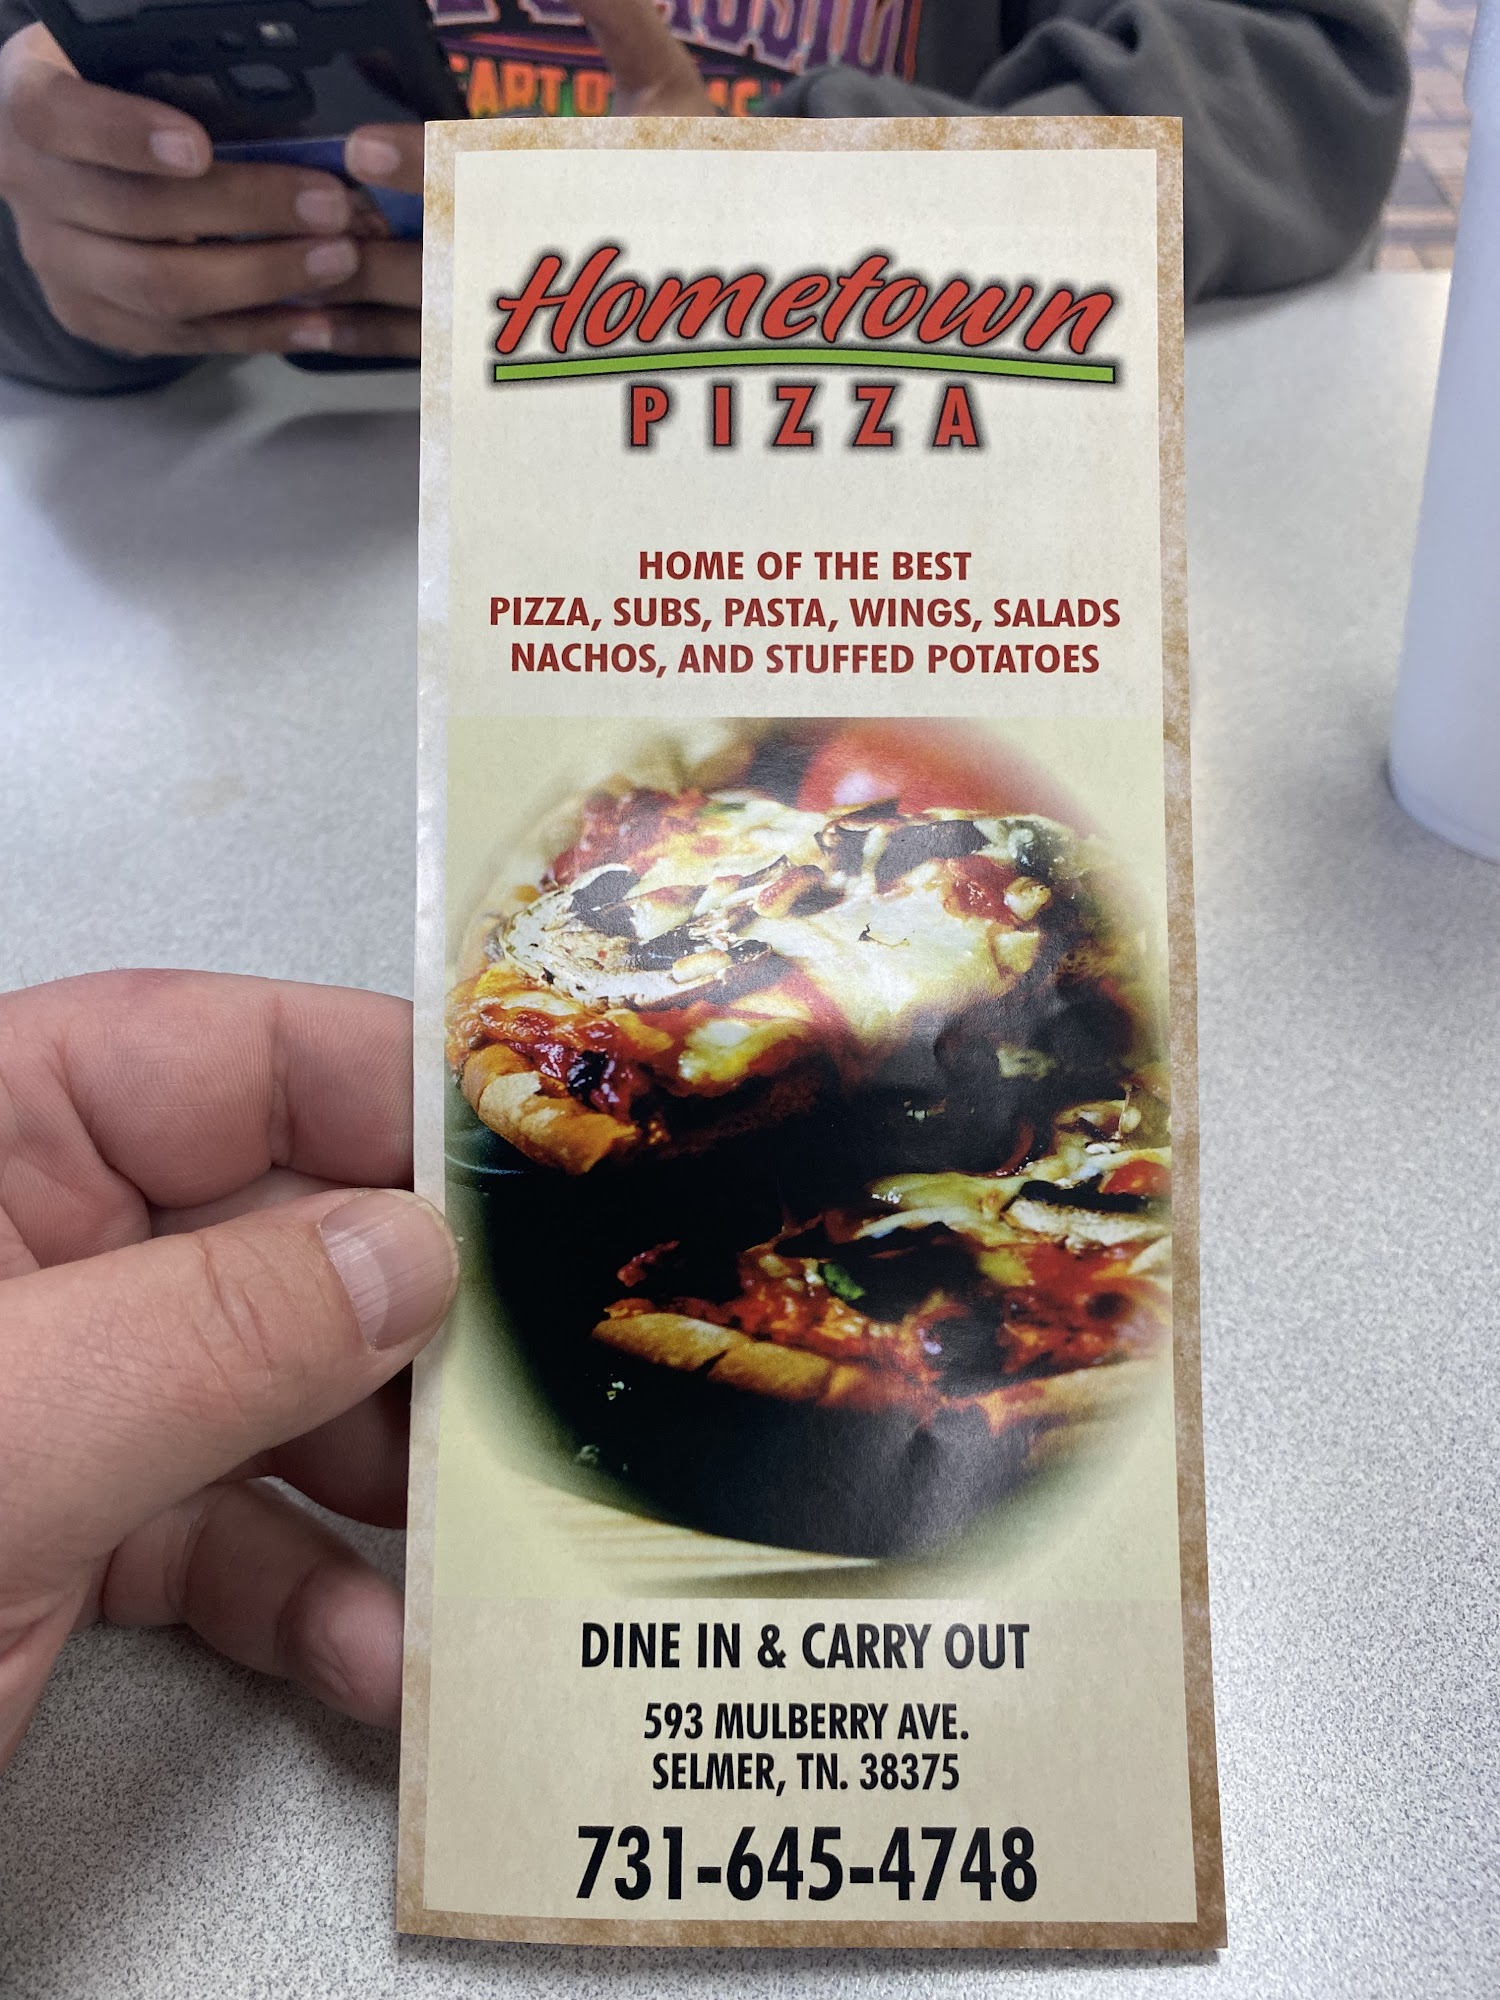 EART O
Hometown
PIZZA
HOME OF THE BEST
PIZZA, SUBS, PASTA, WINGS, SALADS
NACHOS, AND STUFFED POTATOES
DINE IN & CARRY OUT
593 MULBERRY AVE.
SELMER, TN. 38375
731-645-4748